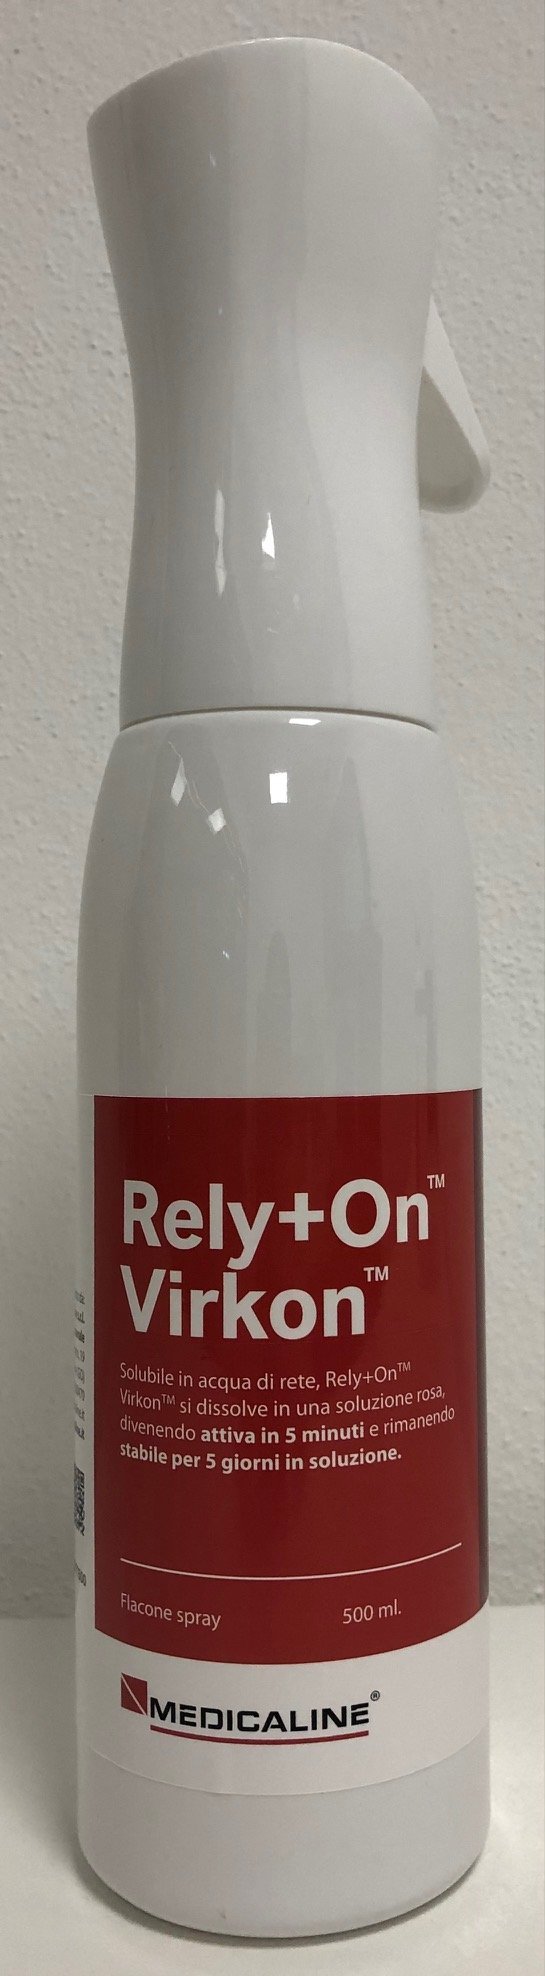 Rely+On™
Virkon™
Solubile in acqua di rete, Rely+On™
Virkon™ si dissolve in una soluzione rosa,
divenendo attiva in 5 minuti e rimanendo
stabile per 5 giorni in soluzione.
Flacone spray 500 ml.
MEDICALINE®